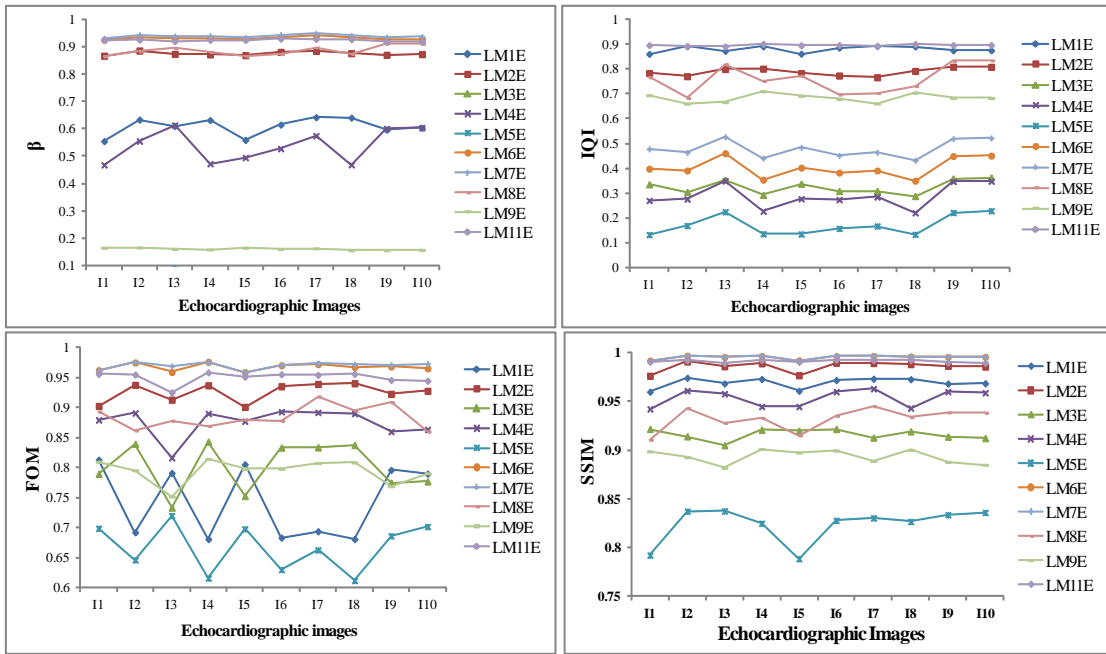 β
1
0.9
0.8
0.7
0.6
0.5
0.4
0.3
0.2
0.1
I1 I2 I3 I4 I5 I6 I7 I8 I9 I10
Echocardiographic Images
LM1E
LM2E
LM3E
LM4E
LM5E
LM6E
LM7E
LM8E
LM9E
LM11E
IQI
1
0.9
0.8
0.7
0.6
0.5
0.4
0.3
0.2
0.1
0
I1 I2 I3 I4 I5 I6 I7 I8 I9 I10
Echocardiographic images
LM1E
LM2E
LM3E
LM4E
LM5E
LM6E
LM7E
LM8E
LM9E
LM11E
FOM
1
0.95
0.9
0.85
0.8
0.75
0.7
0.65
0.6
I1 I2 I3 I4 I5 I6 I7 I8 I9 I10
Echocardiographic images
LM1E
LM2E
LM3E
LM4E
LM5E
LM6E
LM7E
LM8E
LM9E
LM11E
SSIM
1
0.95
0.9
0.85
0.8
0.75
I1 I2 I3 I4 I5 I6 I7 I8 I9 I10
Echocardiographic Images
LM1E
LM2E
LM3E
LM4E
LM5E
LM6E
LM7E
LM8E
LM9E
LM11E